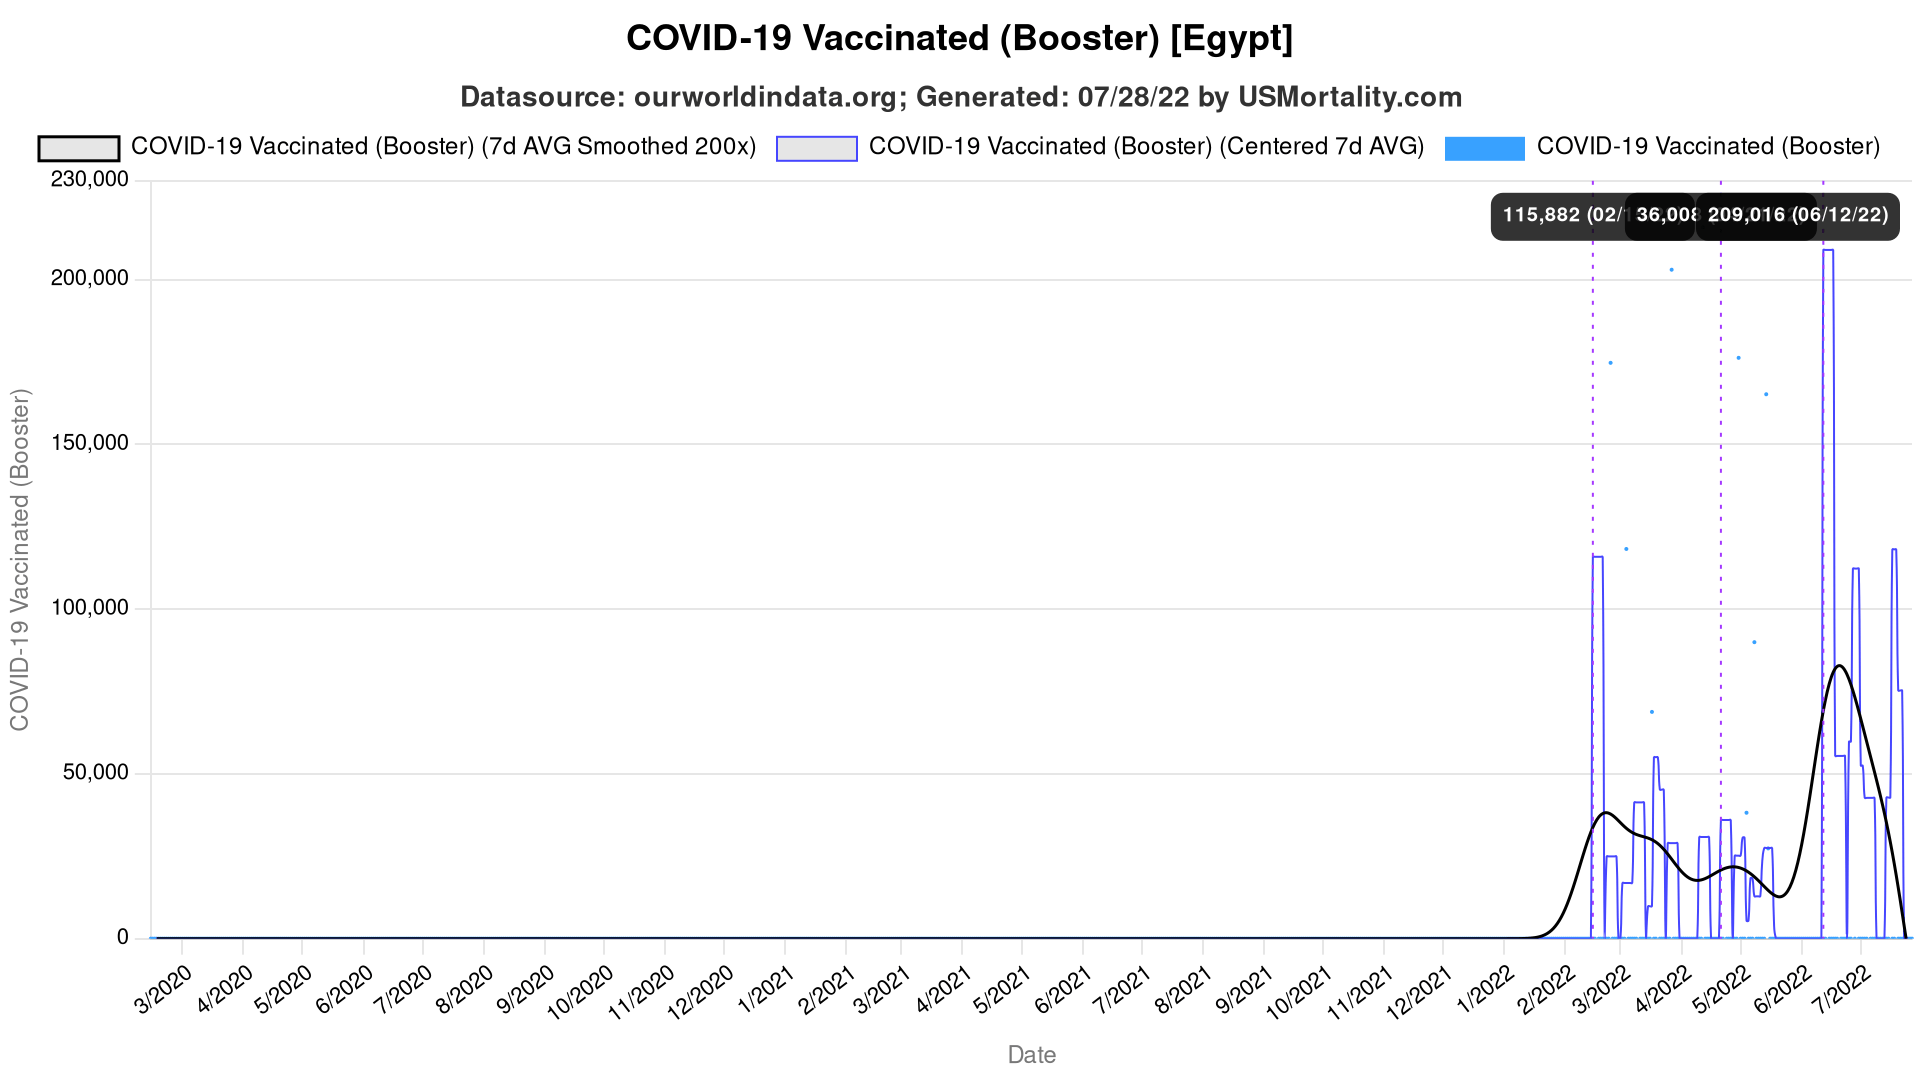 COVID-19 Vaccinated (Booster) [Egypt]
Datasource: ourworldindata.org; Generated: 07/28/22 by USMortality.com
COVID-19 Vaccinated (Booster) (7d AVG Smoothed 200x) COVID-19 Vaccinated (Booster) (Centered 7d AVG) COVID-19 Vaccinated (Booster)
230,000
115,882 (02/ 36,008 209,016 (06/12/22)
200,000
150,000
100,000
50,000
0
COVID-19 Vaccinated (Booster)
3/2020 4/2020 5/2020 6/2020 7/2020 8/2020 9/2020 10/2020 11/2020 12/2020 1/2021 2/2021 3/2021 4/2021 5/2021 6/2021 7/2021 8/2021 9/2021 10/2021 11/2021 12/2021 1/2022 2/2022 3/2022 4/2022 5/2022 6/2022 7/2022
Date